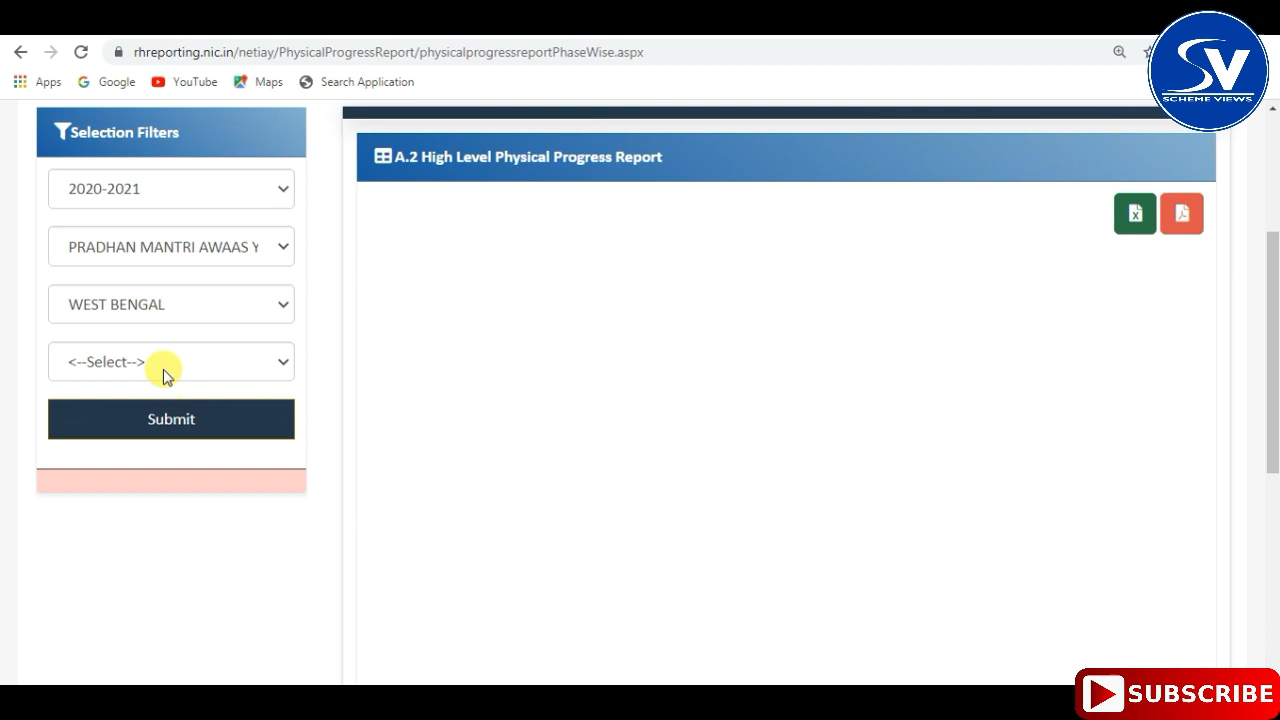 rhreporting.nic.in/netiay/PhysicalProgressReport/physicalprogressreportPhaseWise.aspx
SV
SCHEME VIEWS
Apps
Google
YouTube
Maps
Search Application
Selection Filters
A.2 High Level Physical Progress Report
2020-2021
PRADHAN MANTRI AWAAS Y
WEST BENGAL
<--Select-->
Submit
SUBSCRIBE